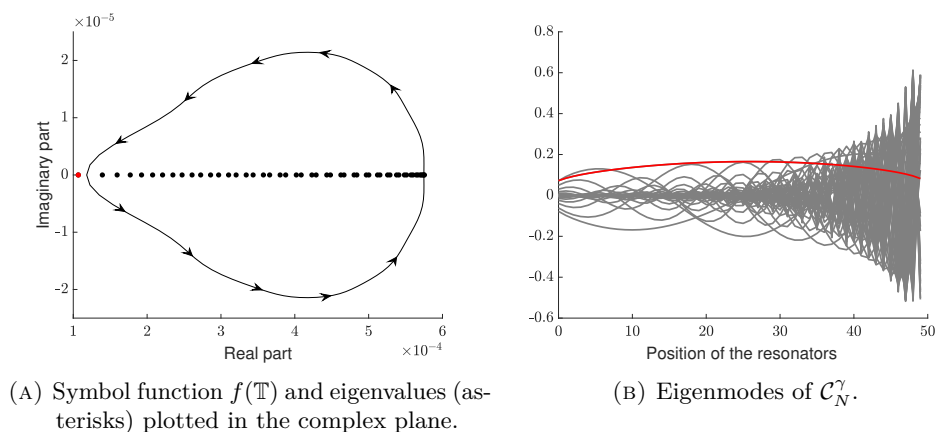 ×10⁻⁵
2
1
0
-1
-2
Imaginary part
1 2 3 4 5 6
Real part
×10⁻⁴
0.8
0.6
0.4
0.2
0
-0.2
-0.4
-0.6
0 10 20 30 40 50
Position of the resonators
(A) Symbol function f(𝕋) and eigenvalues (as-
terisks) plotted in the complex plane.
(B) Eigenmodes of 𝒞_N^γ.